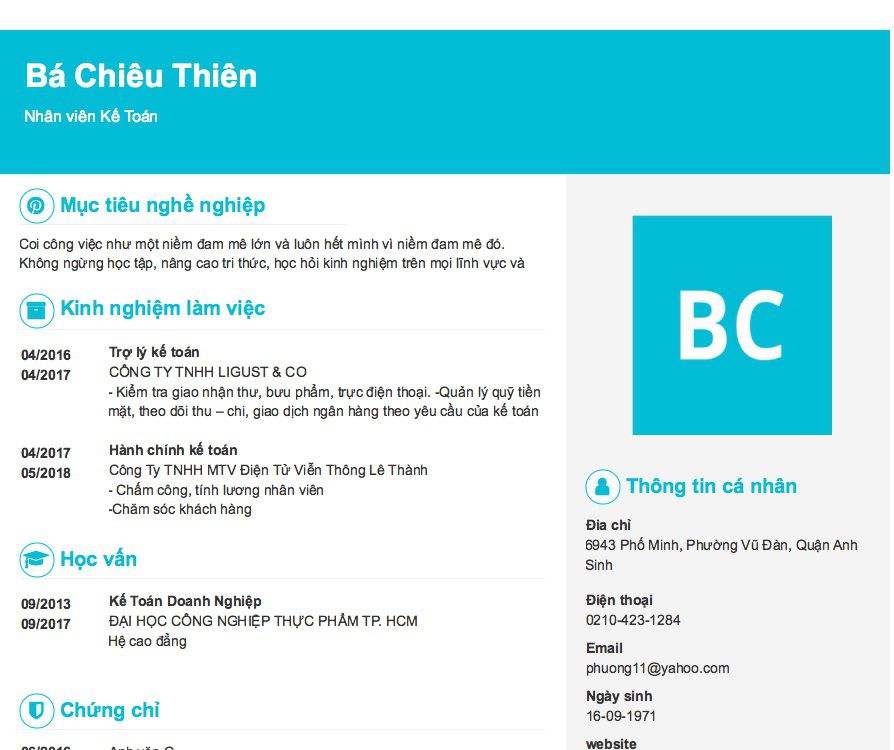 Bá Chiêu Thiên
Nhân viên Kế Toán
Mục tiêu nghề nghiệp
Coi công việc như một niềm đam mê lớn và luôn hết mình vì niềm đam mê đó.
Không ngừng học tập, nâng cao tri thức, học hỏi kinh nghiệm trên mọi lĩnh vực và
Kinh nghiệm làm việc
04/2016
04/2017
Trợ lý kế toán
CÔNG TY TNHH LIGUST & CO
- Kiểm tra giao nhận thư, bưu phẩm, trực điện thoại. -Quản lý quỹ tiền
mặt, theo dõi thu – chi, giao dịch ngân hàng theo yêu cầu của kế toán
04/2017
05/2018
Hành chính kế toán
Công Ty TNHH MTV Điện Tử Viễn Thông Lê Thành
- Chấm công, tính lương nhân viên
-Chăm sóc khách hàng
Học vấn
09/2013
09/2017
Kế Toán Doanh Nghiệp
ĐẠI HỌC CÔNG NGHIỆP THỰC PHẨM TP. HCM
Hệ cao đẳng
Chứng chỉ
06/2016
Anh văn C
BC
Thông tin cá nhân
Địa chỉ
6943 Phố Minh, Phường Vũ Đàn, Quận Anh
Sinh
Điện thoại
0210-423-1284
Email
phuong11@yahoo.com
Ngày sinh
16-09-1971
website